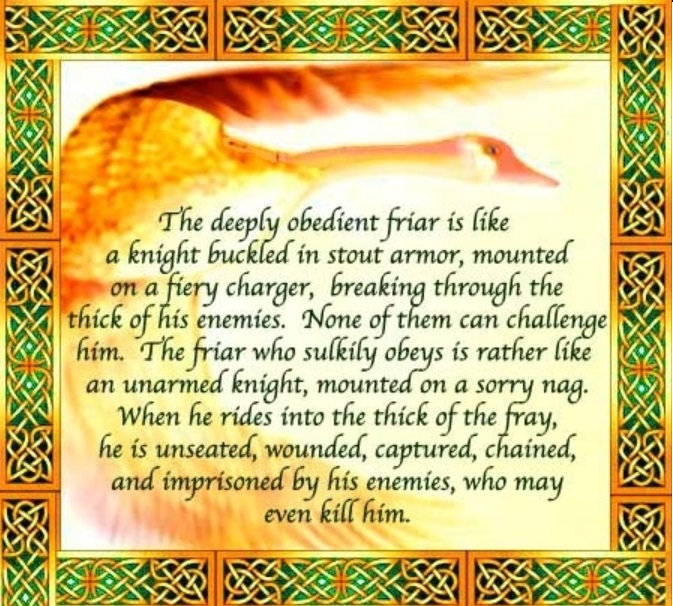 The deeply obedient friar is like
a knight buckled in stout armor, mounted
on a fiery charger, breaking through the
thick of his enemies. None of them can challenge
him. The friar who sulkily obeys is rather like
an unarmed knight, mounted on a sorry nag.
When he rides into the thick of the fray,
he is unseated, wounded, captured, chained,
and imprisoned by his enemies, who may
even kill him.